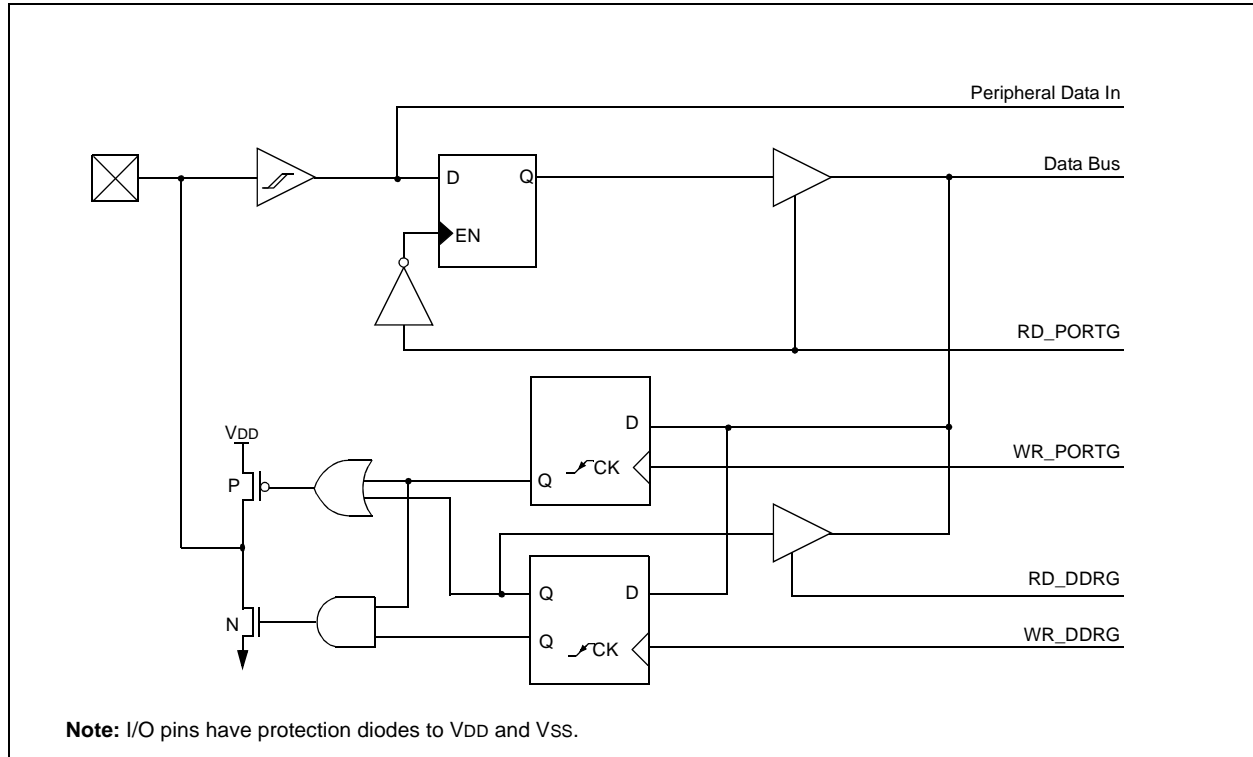 Peripheral Data In
D
Q
Data Bus
EN
RD_PORTG
D
VDD
WR_PORTG
Q
CK
P
RD_DDRG
Q
D
N
Q
CK
WR_DDRG
Note: I/O pins have protection diodes to VDD and VSS.